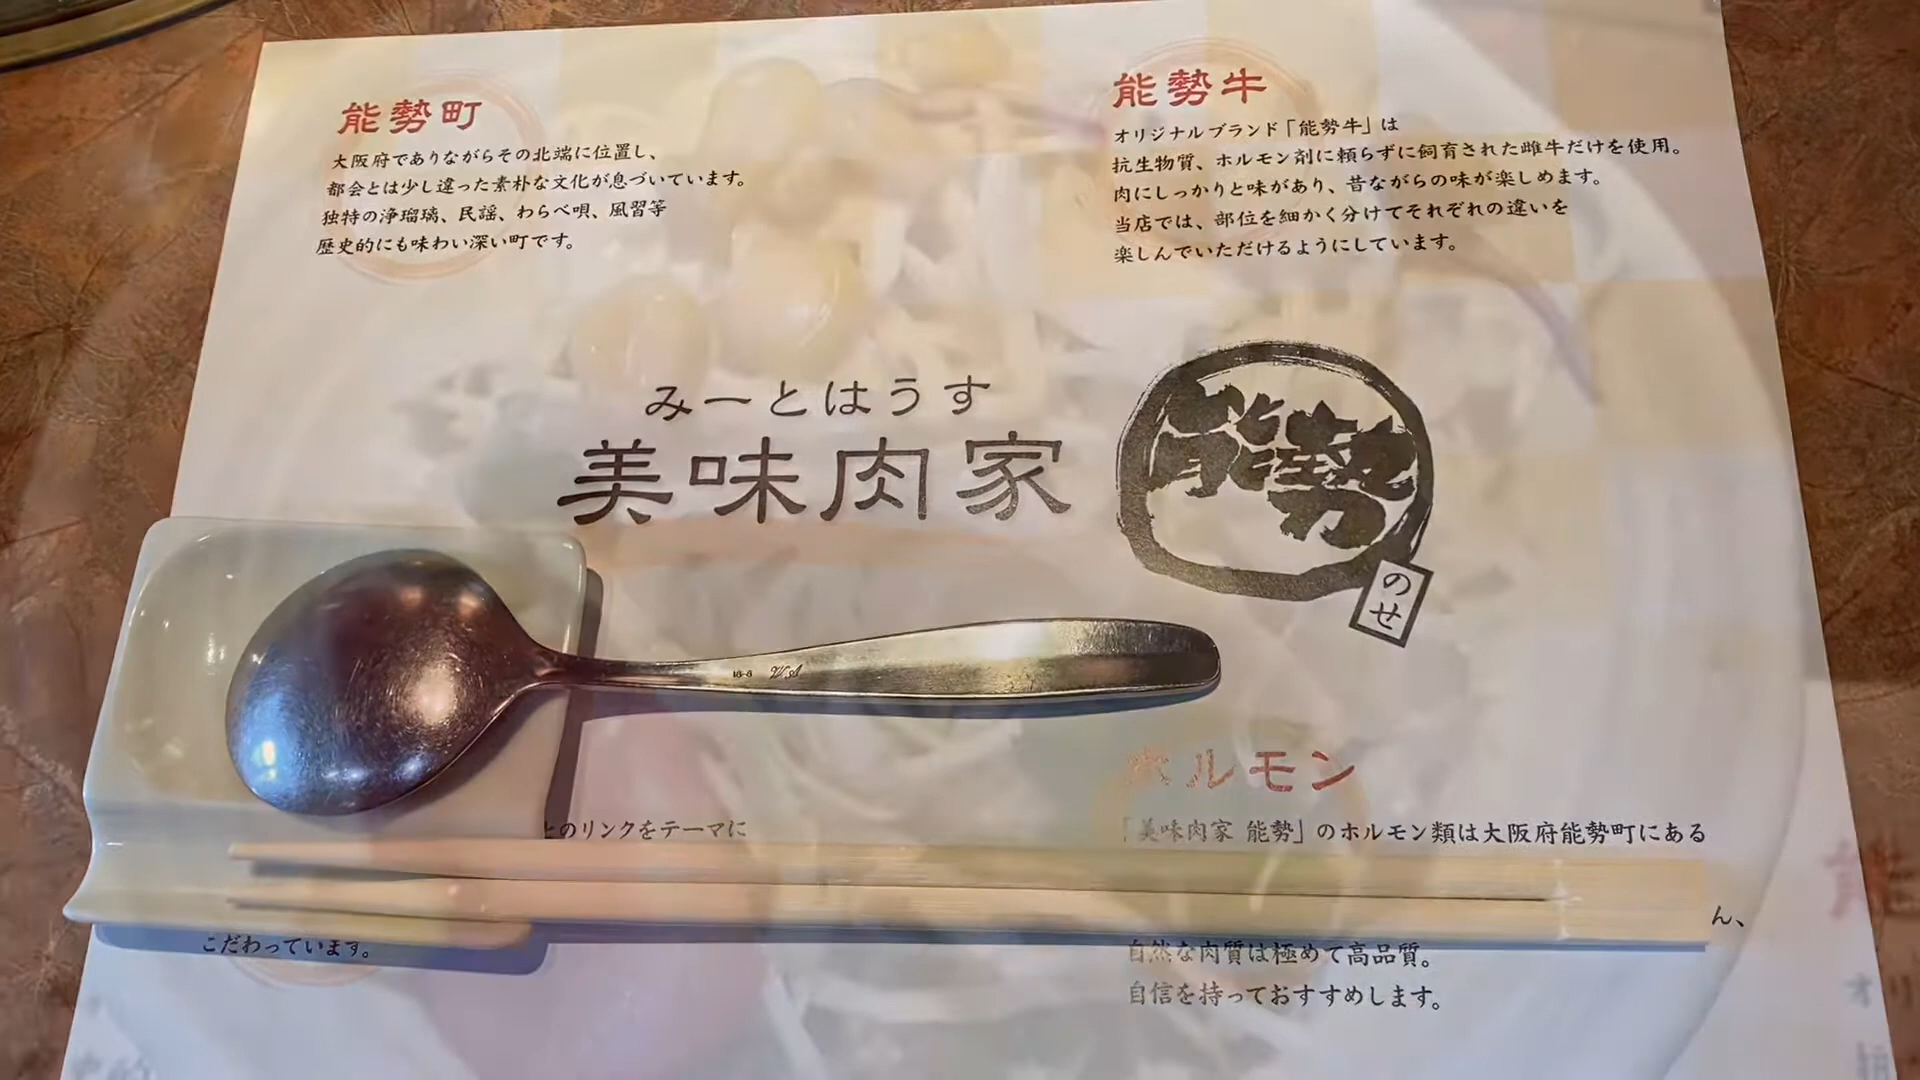 能勢町
大阪府でありながらその北端に位置し、
都会とは少し違った素朴な文化が息づいています。
独特の浄瑠璃、民謡、わらべ唄、風習等
歴史的にも味わい深い町です。
能勢牛
オリジナルブランド「能勢牛」は
抗生物質、ホルモン剤に頼らずに飼育された雌牛だけを使用。
肉にしっかりと味があり、昔ながらの味が楽しめます。
当店では、部位を細かく分けてそれぞれの違いを
楽しんでいただけるようにしています。
みーとはうす
美味肉家
能勢
のせ
18-8
とのリンクをテーマに
こだわっています。
ホルモン
「美味肉家 能勢」のホルモン類は大阪府能勢町にある
ん、
自然な肉質は極めて高品質。
自信を持っておすすめします。